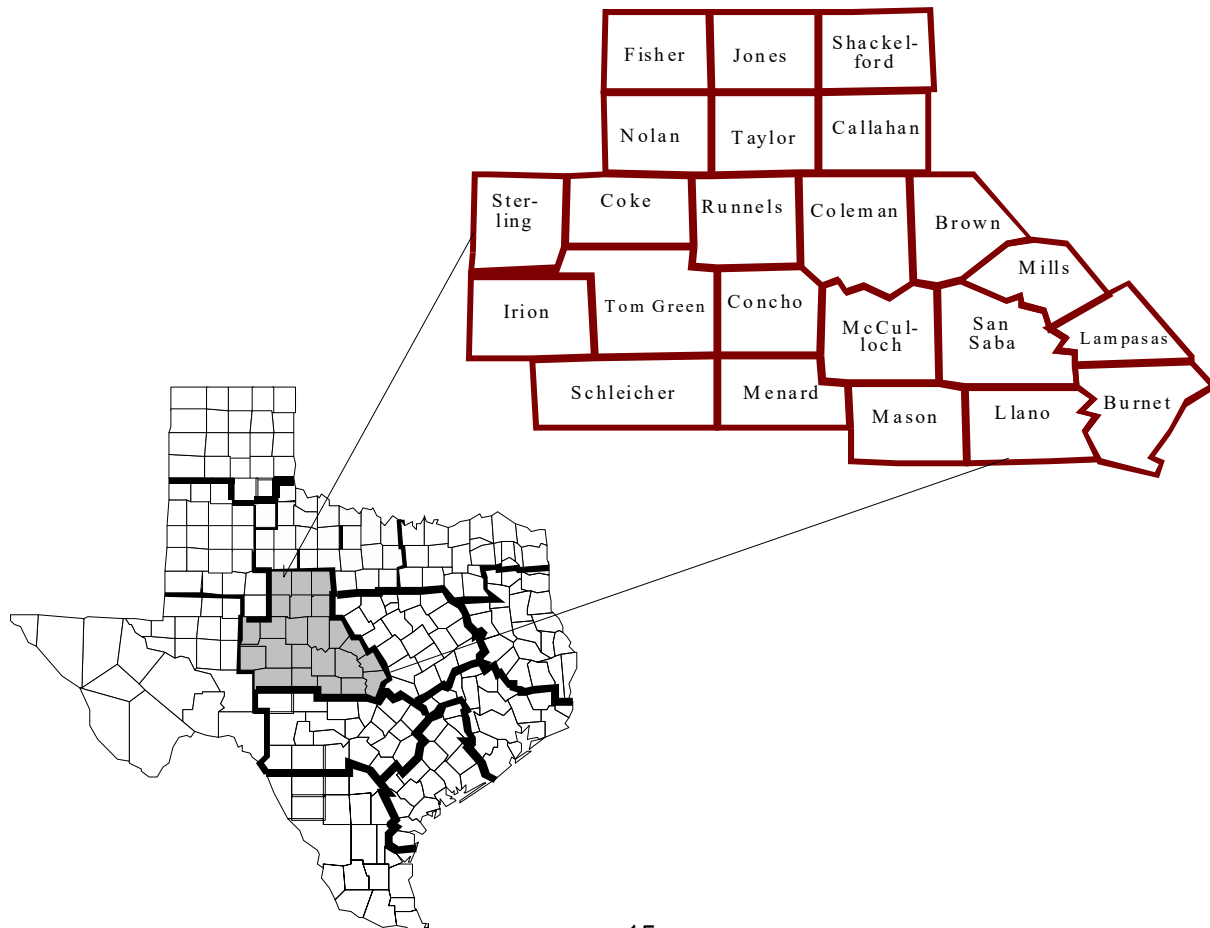 Fisher
Jones
Shackel-
ford
Nolan
Taylor
Callahan
Ster-
ling
Coke
Runnels
Coleman
Brown
Mills
Irion
Tom Green
Concho
McCul-
loch
San
Saba
Lampasas
Schleicher
Menard
Mason
Llano
Burnet